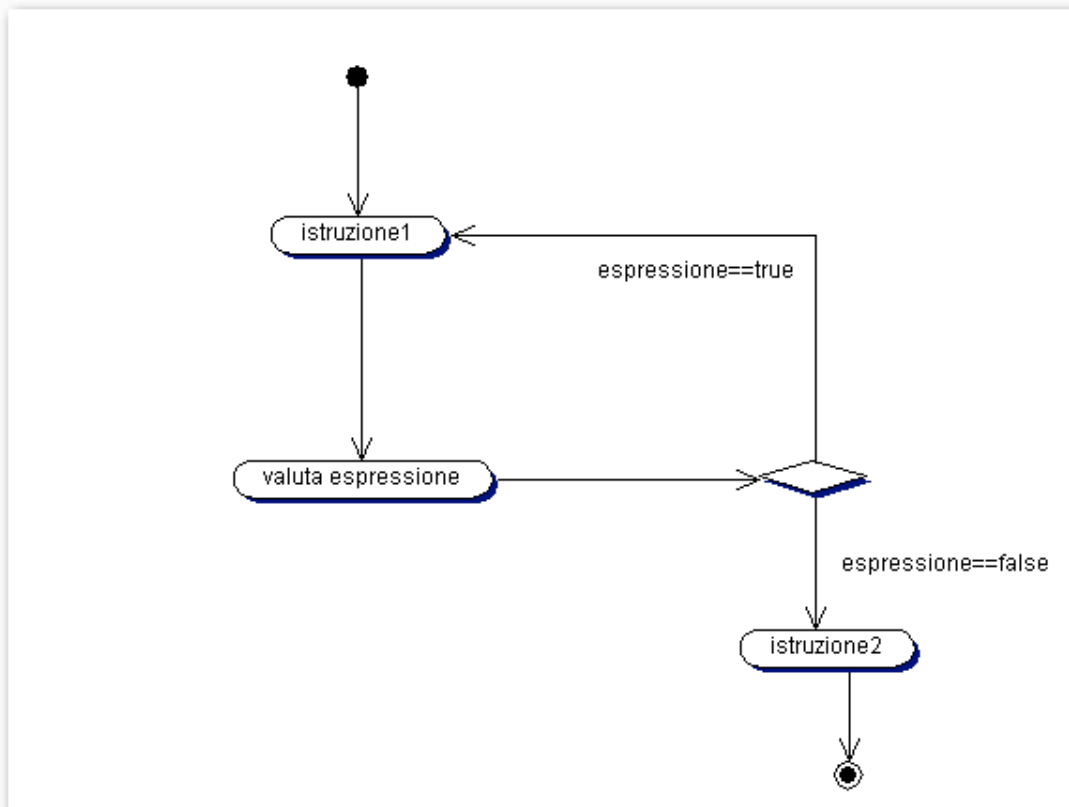 istruzione1
espressione==true
valuta espressione
espressione==false
istruzione2